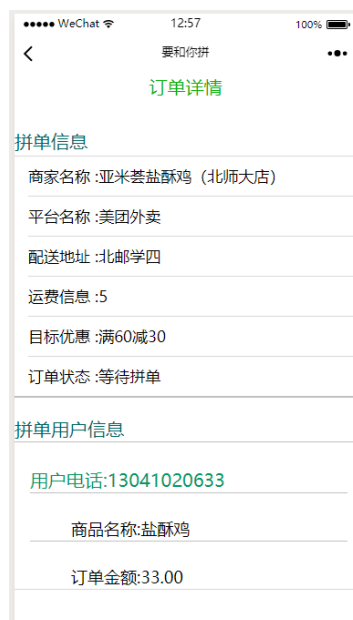 WeChat 12:57 100%
要和你拼
订单详情
拼单信息
商家名称 :亚米荟盐酥鸡（北师大店）
平台名称 :美团外卖
配送地址 :北邮学四
运费信息 :5
目标优惠 :满60减30
订单状态 :等待拼单
拼单用户信息
用户电话:13041020633
商品名称:盐酥鸡
订单金额:33.00